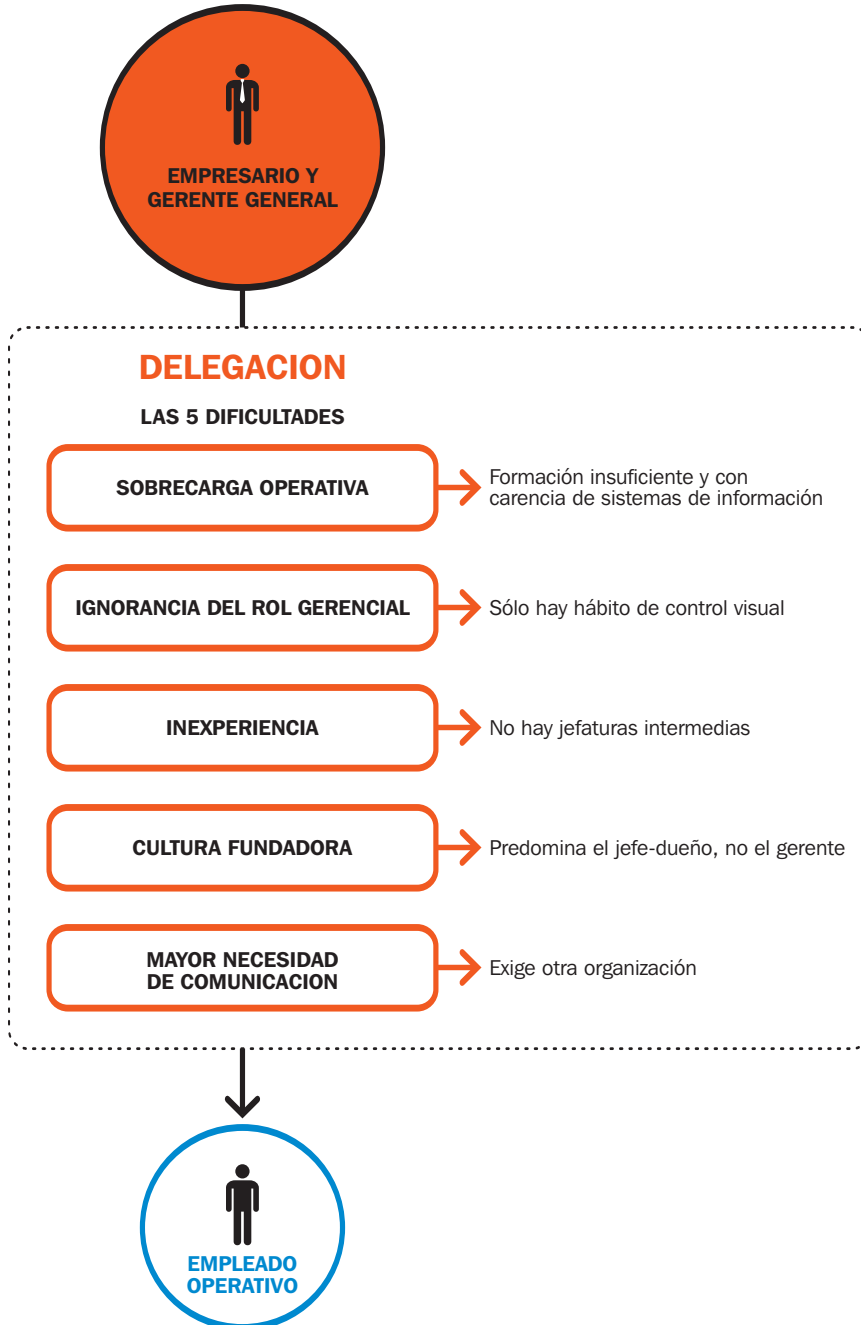 EMPRESARIO Y
GERENTE GENERAL
DELEGACION
LAS 5 DIFICULTADES
SOBRECARGA OPERATIVA
Formación insuficiente y con
carencia de sistemas de información
IGNORANCIA DEL ROL GERENCIAL
Sólo hay hábito de control visual
INEXPERIENCIA
No hay jefaturas intermedias
CULTURA FUNDADORA
Predomina el jefe-dueño, no el gerente
MAYOR NECESIDAD
DE COMUNICACION
Exige otra organización
EMPLEADO
OPERATIVO